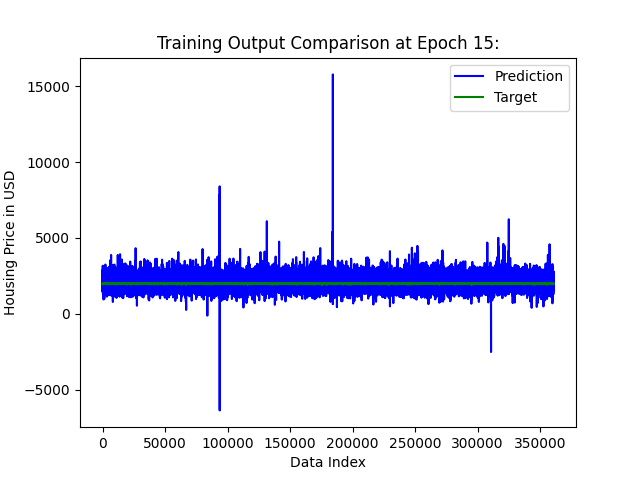 Training Output Comparison at Epoch 15:
Prediction
Target
Housing Price in USD
15000
10000
5000
0
−5000
0 50000 100000 150000 200000 250000 300000 350000
Data Index